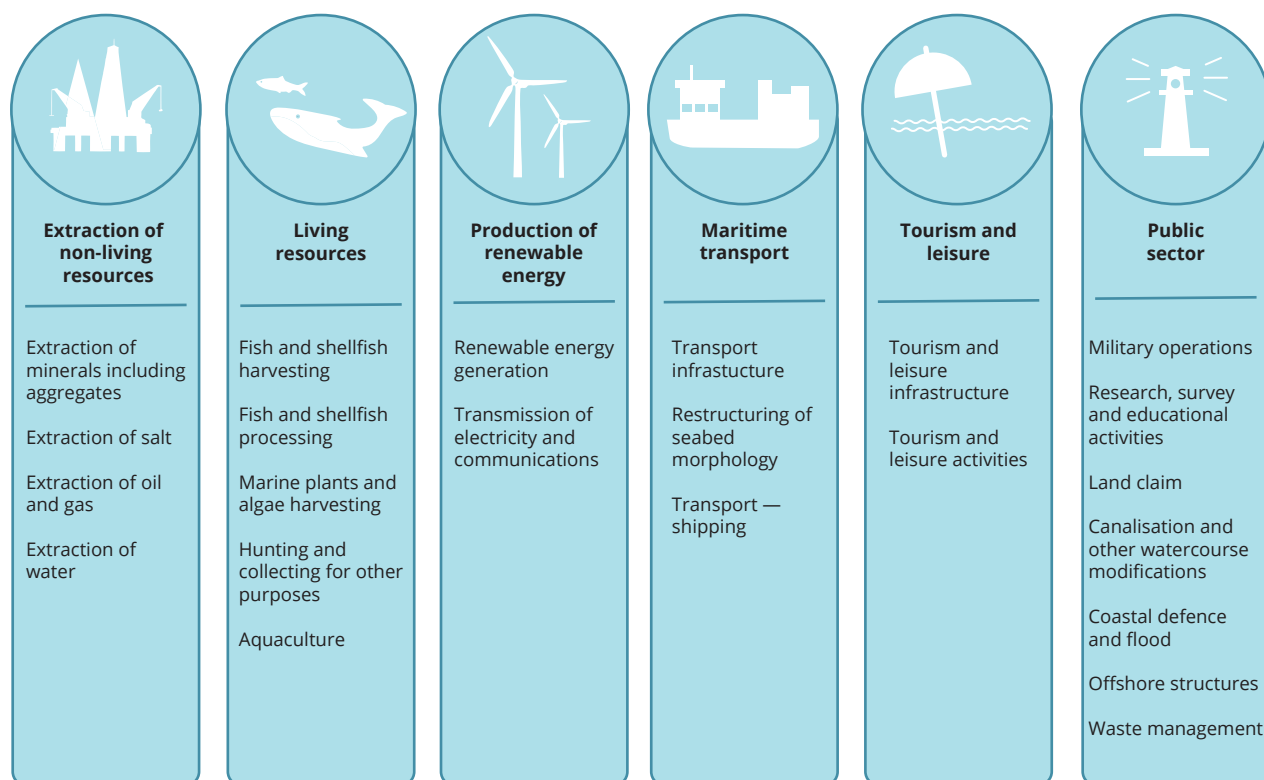 Extraction of
non-living
resources
Extraction of
minerals including
aggregates
Extraction of salt
Extraction of oil
and gas
Extraction of
water
Living
resources
Fish and shellfish
harvesting
Fish and shellfish
processing
Marine plants and
algae harvesting
Hunting and
collecting for other
purposes
Aquaculture
Production of
renewable
energy
Renewable energy
generation
Transmission of
electricity and
communications
Maritime
transport
Transport
infrastucture
Restructuring of
seabed
morphology
Transport —
shipping
Tourism and
leisure
Tourism and
leisure
infrastructure
Tourism and
leisure activities
Public
sector
Military operations
Research, survey
and educational
activities
Land claim
Canalisation and
other watercourse
modifications
Coastal defence
and flood
Offshore structures
Waste management